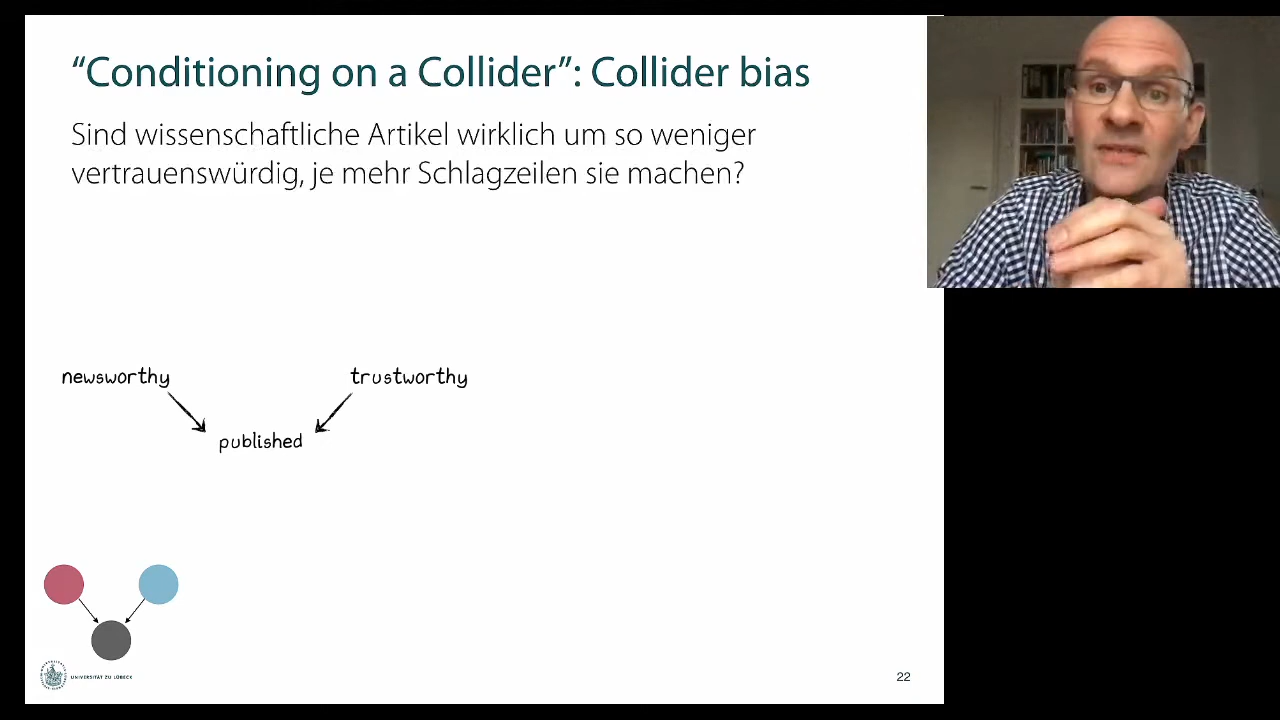 “Conditioning on a Collider”: Collider bias
Sind wissenschaftliche Artikel wirklich um so weniger
vertrauenswürdig, je mehr Schlagzeilen sie machen?
newsworthy
trustworthy
published
UNIVERSITÄT ZU LÜBECK
22